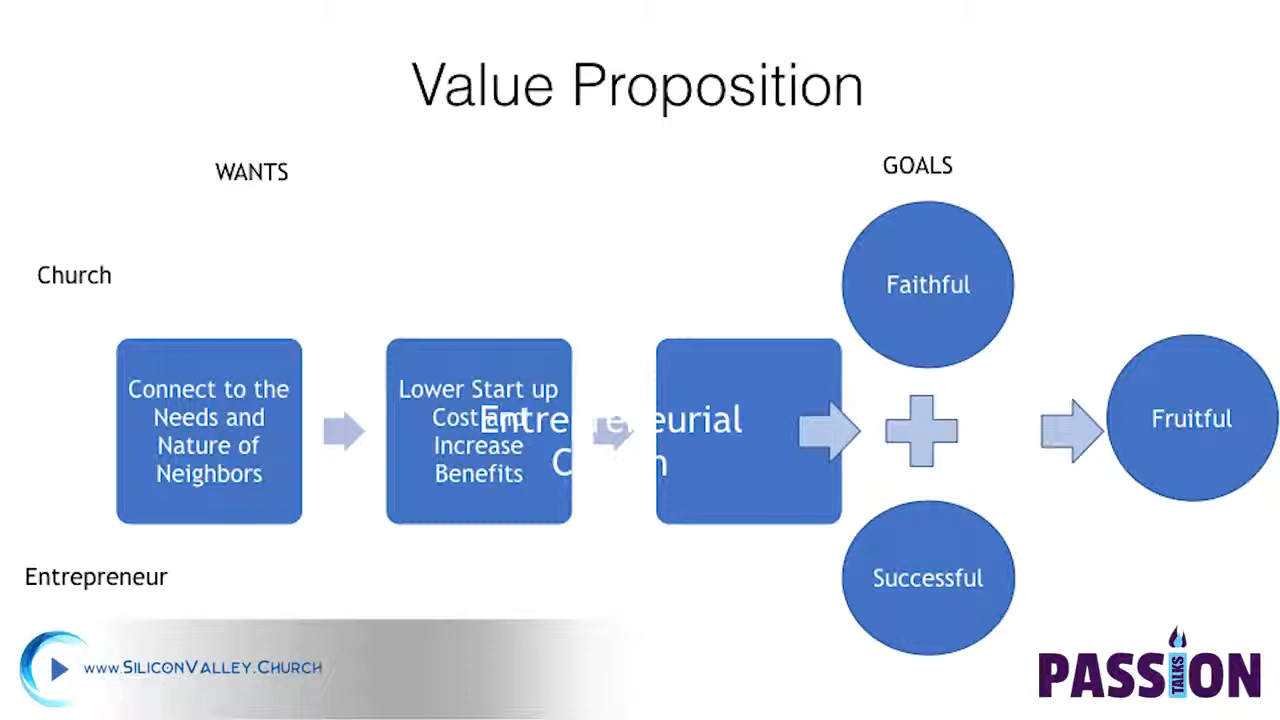 Value Proposition
WANTS
GOALS
Church
Faithful
Connect to the
Needs and
Nature of
Neighbors
Lower Start up
Cost and
Increase
Benefits
Entrepreneurial
Fruitful
Entrepreneur
Successful
www.SiliconValley.Church
PASSION
TALKS